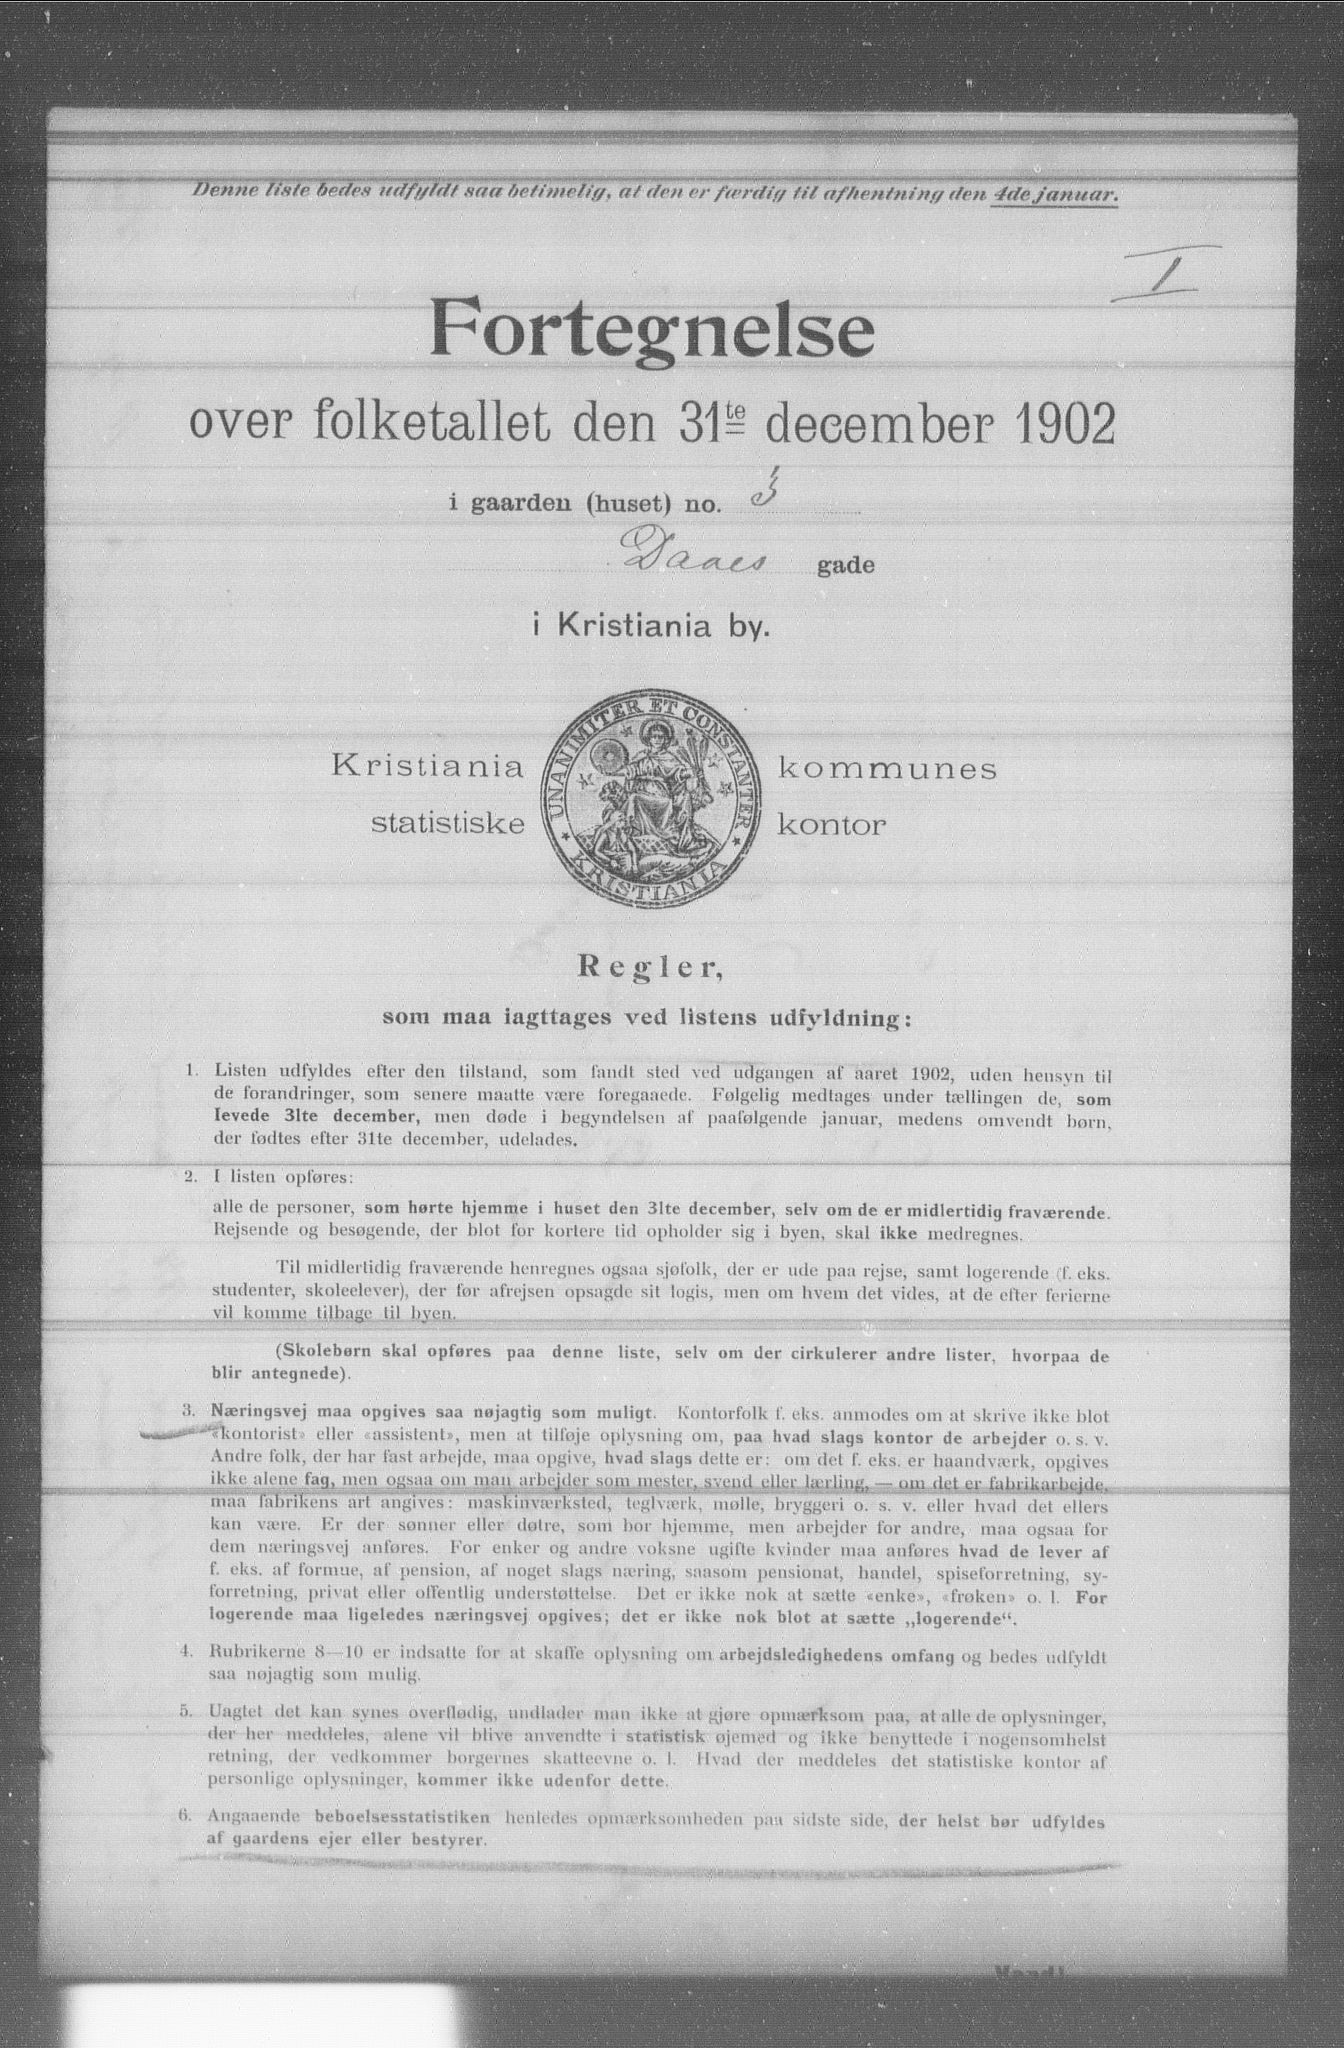 Denne liste bedes udfyldt saa betimelig, at den er færdig til afhentning den 4de januar.
I
Fortegnelse
over folketallet den 31te december 1902
i gaarden (huset) no. 3
Daaes gade
i Kristiania by.
Kristiania kommunes
statistiske kontor
UNANIMITER ET CONSTANTER
KRISTIANIA
Regler,
som maa iagttages ved listens udfyldning:
1. Listen udfyldes efter den tilstand, som fandt sted ved udgangen af aaret 1902, uden hensyn til
de forandringer, som senere maatte være foregaaede. Følgelig medtages under tællingen de, som
levede 31te december, men døde i begyndelsen af paafølgende januar, medens omvendt børn,
der fødtes efter 31te december, udelades.
2. I listen opføres:
alle de personer, som hørte hjemme i huset den 31te december, selv om de er midlertidig fraværende.
Rejsende og besøgende, der blot for kortere tid opholder sig i byen, skal ikke medregnes.
Til midlertidig fraværende henregnes ogsaa sjøfolk, der er ude paa rejse, samt logerende (f. eks.
studenter, skoleelever), der før afrejsen opsagde sit logis, men om hvem det vides, at de efter ferierne
vil komme tilbage til byen.
(Skolebørn skal opføres paa denne liste, selv om der cirkulerer andre lister, hvorpaa de
blir antegnede).
3. Næringsvej maa opgives saa nøjagtig som muligt. Kontorfolk f. eks. anmodes om at skrive ikke blot
«kontorist» eller «assistent», men at tilføje oplysning om, paa hvad slags kontor de arbejder o. s. v.
Andre folk, der har fast arbejde, maa opgive, hvad slags dette er: om det f. eks. er haandværk, opgives
ikke alene fag, men ogsaa om man arbejder som mester, svend eller lærling, — om det er fabrikarbejde,
maa fabrikens art angives: maskinværksted, teglværk, mølle, bryggeri o. s. v. eller hvad det ellers
kan være. Er der sønner eller døtre, som bor hjemme, men arbejder for andre, maa ogsaa for
dem næringsvej anføres. For enker og andre voksne ugifte kvinder maa anføres hvad de lever af
f. eks. af formue, af pension, af noget slags næring, saasom pensionat, handel, spiseforretning, sy-
forretning, privat eller offentlig understøttelse. Det er ikke nok at sætte «enke», «frøken» o. l. For
logerende maa ligeledes næringsvej opgives; det er ikke nok blot at sætte „logerende“.
4. Rubrikerne 8—10 er indsatte for at skaffe oplysning om arbejdsledighedens omfang og bedes udfyldt
saa nøjagtig som mulig.
5. Uagtet det kan synes overflødig, undlader man ikke at gjøre opmærksom paa, at alle de oplysninger,
der her meddeles, alene vil blive anvendte i statistisk øjemed og ikke benyttede i nogensomhelst
retning, der vedkommer borgernes skatteevne o. l. Hvad der meddeles det statistiske kontor af
personlige oplysninger, kommer ikke udenfor dette.
6. Angaaende beboelsesstatistiken henledes opmærksomheden paa sidste side, der helst bør udfyldes
af gaardens ejer eller bestyrer.